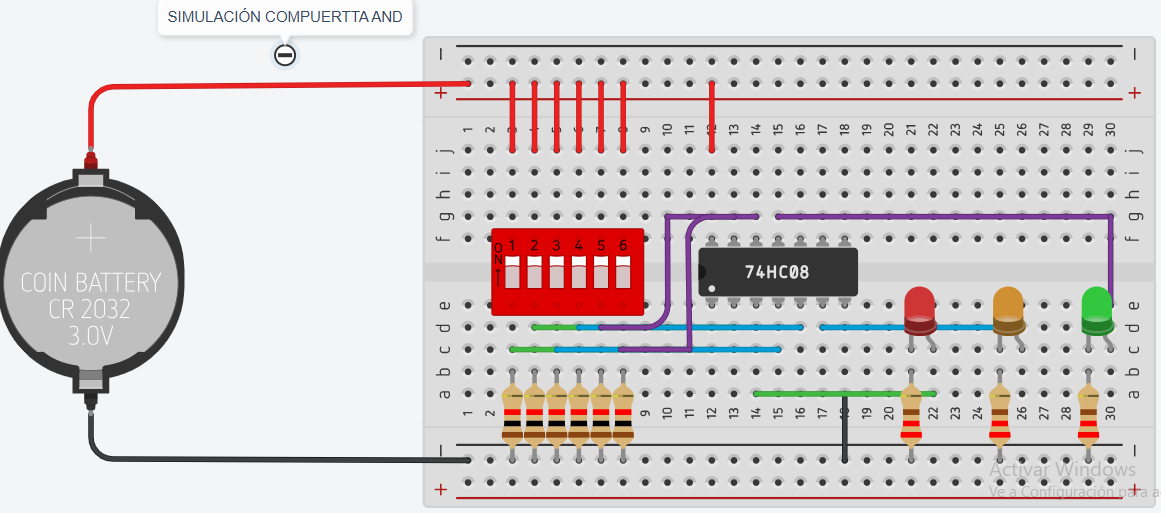 SIMULACIÓN COMPUERTTA AND
− −
+ +
1 2 3 4 5 6 7 8 9 10 11 12 13 14 15 16 17 18 19 20 21 22 23 24 25 26 27 28 29 30
j j
i i
h h
g g
f f
ON 1 2 3 4 5 6
74HC08
COIN BATTERY
CR 2032
3.0V
e e
d d
c c
b b
a a
1 2 3 4 5 6 7 8 9 10 11 12 13 14 15 16 17 18 19 20 21 22 23 24 25 26 27 28 29 30
− −
+ +
Activar Windows
Ve a Configuración para a